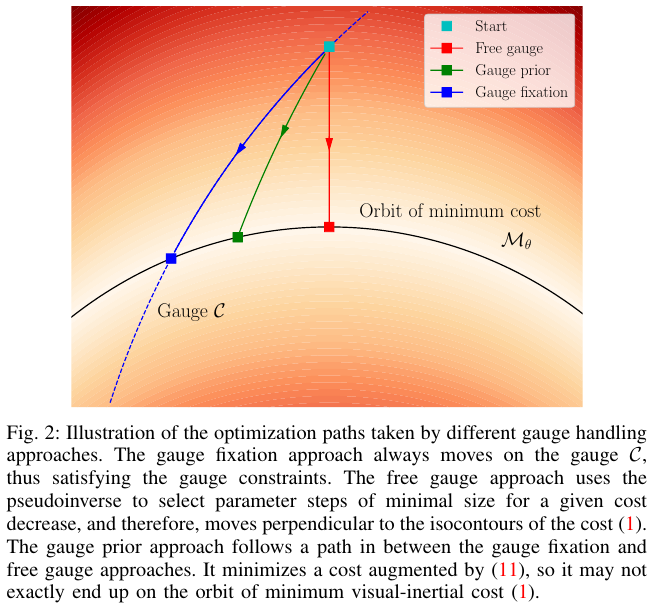 Start
Free gauge
Gauge prior
Gauge fixation
Orbit of minimum cost
ℳθ
Gauge 𝒞
Fig. 2: Illustration of the optimization paths taken by different gauge handling
approaches. The gauge fixation approach always moves on the gauge 𝒞,
thus satisfying the gauge constraints. The free gauge approach uses the
pseudoinverse to select parameter steps of minimal size for a given cost
decrease, and therefore, moves perpendicular to the isocontours of the cost (1).
The gauge prior approach follows a path in between the gauge fixation and
free gauge approaches. It minimizes a cost augmented by (11), so it may not
exactly end up on the orbit of minimum visual-inertial cost (1).